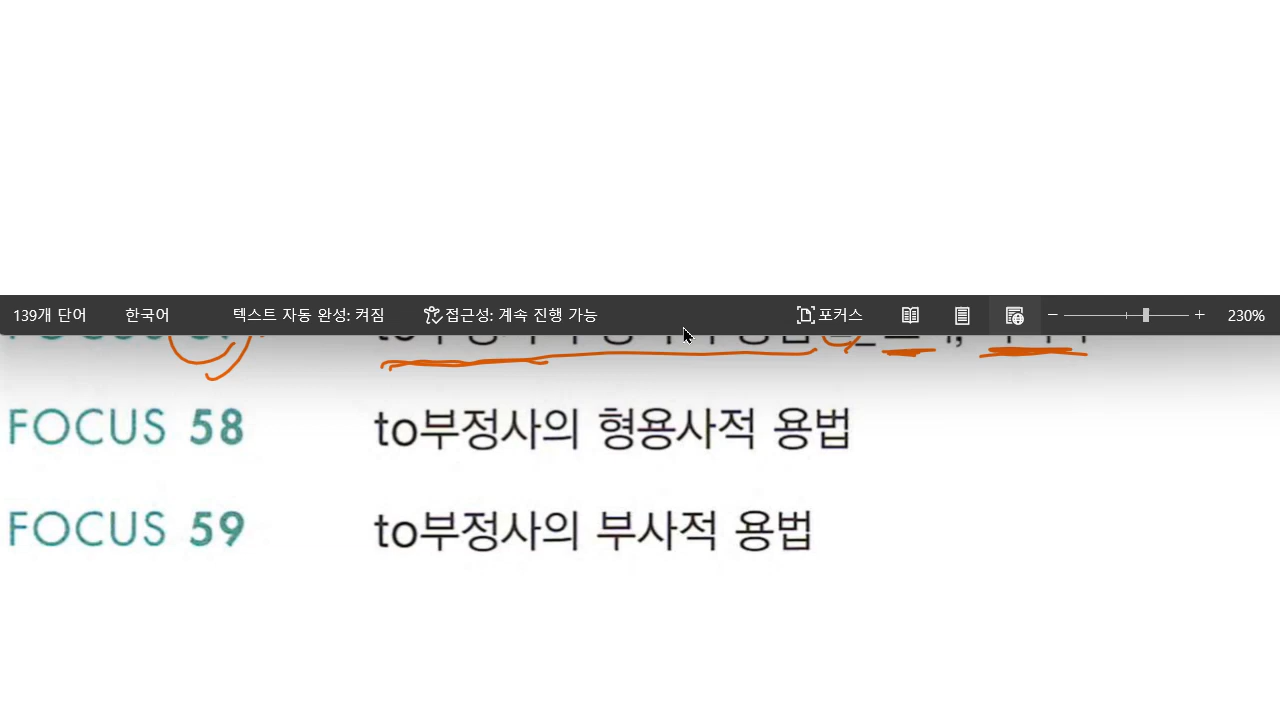 139개 단어 한국어 텍스트 자동 완성: 켜짐 접근성: 계속 진행 가능 포커스 230%
FOCUS 58 to부정사의 형용사적 용법
FOCUS 59 to부정사의 부사적 용법